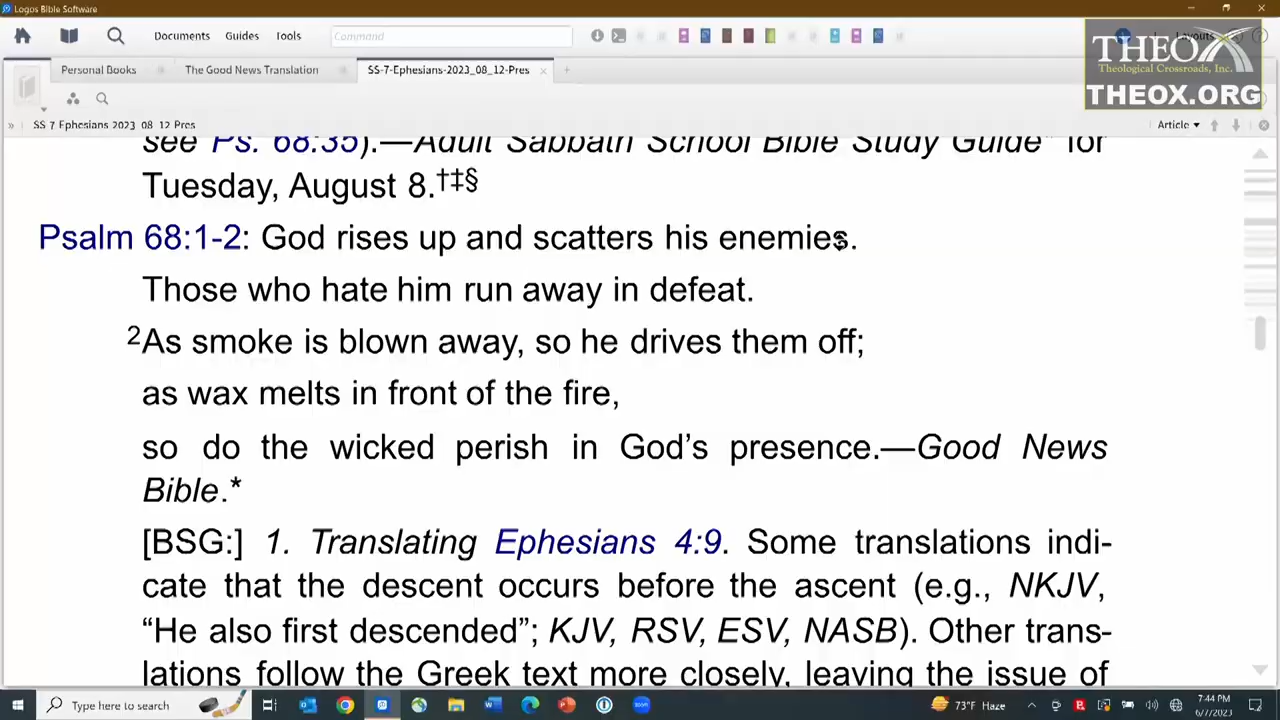 Logos Bible Software
Documents Guides Tools Command Layouts
THEOX
Theological Crossroads, Inc.
THEOX.ORG
Personal Books The Good News Translation SS-7-Ephesians-2023_08_12-Pres
SS-7-Ephesians-2023_08_12-Pres Article
see Ps. 68:35).—Adult Sabbath School Bible Study Guide* for
Tuesday, August 8.†‡§
Psalm 68:1-2: God rises up and scatters his enemies.
Those who hate him run away in defeat.
2As smoke is blown away, so he drives them off;
as wax melts in front of the fire,
so do the wicked perish in God’s presence.—Good News
Bible.*
[BSG:] 1. Translating Ephesians 4:9. Some translations indi-
cate that the descent occurs before the ascent (e.g., NKJV,
“He also first descended”; KJV, RSV, ESV, NASB). Other trans-
lations follow the Greek text more closely, leaving the issue of
Type here to search 73°F Haze 7:44 PM
6/7/2023